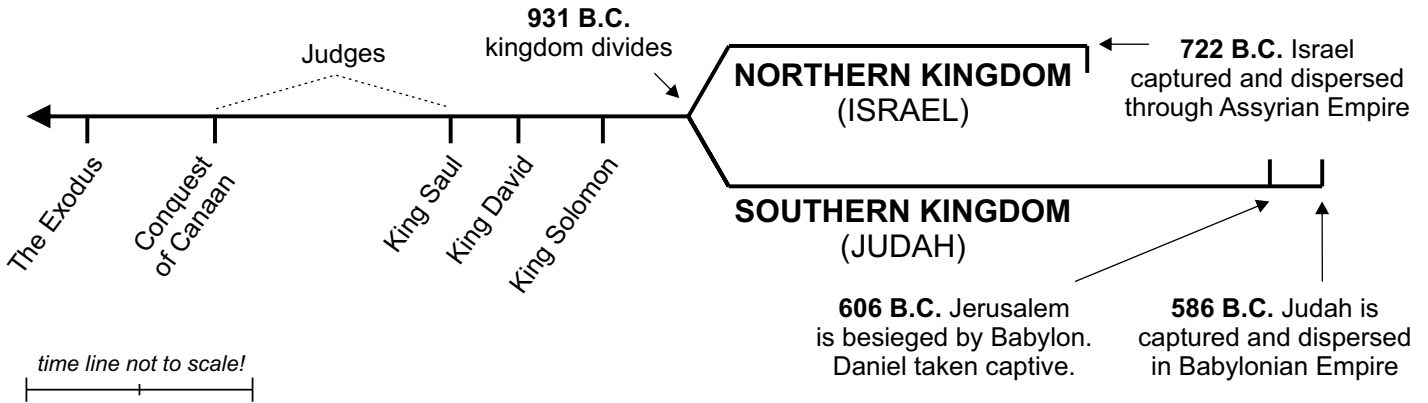 931 B.C.
kingdom divides
Judges
NORTHERN KINGDOM
(ISRAEL)
722 B.C. Israel
captured and dispersed
through Assyrian Empire
The Exodus
Conquest
of Canaan
King Saul
King David
King Solomon
SOUTHERN KINGDOM
(JUDAH)
606 B.C. Jerusalem
is besieged by Babylon.
Daniel taken captive.
586 B.C. Judah is
captured and dispersed
in Babylonian Empire
time line not to scale!